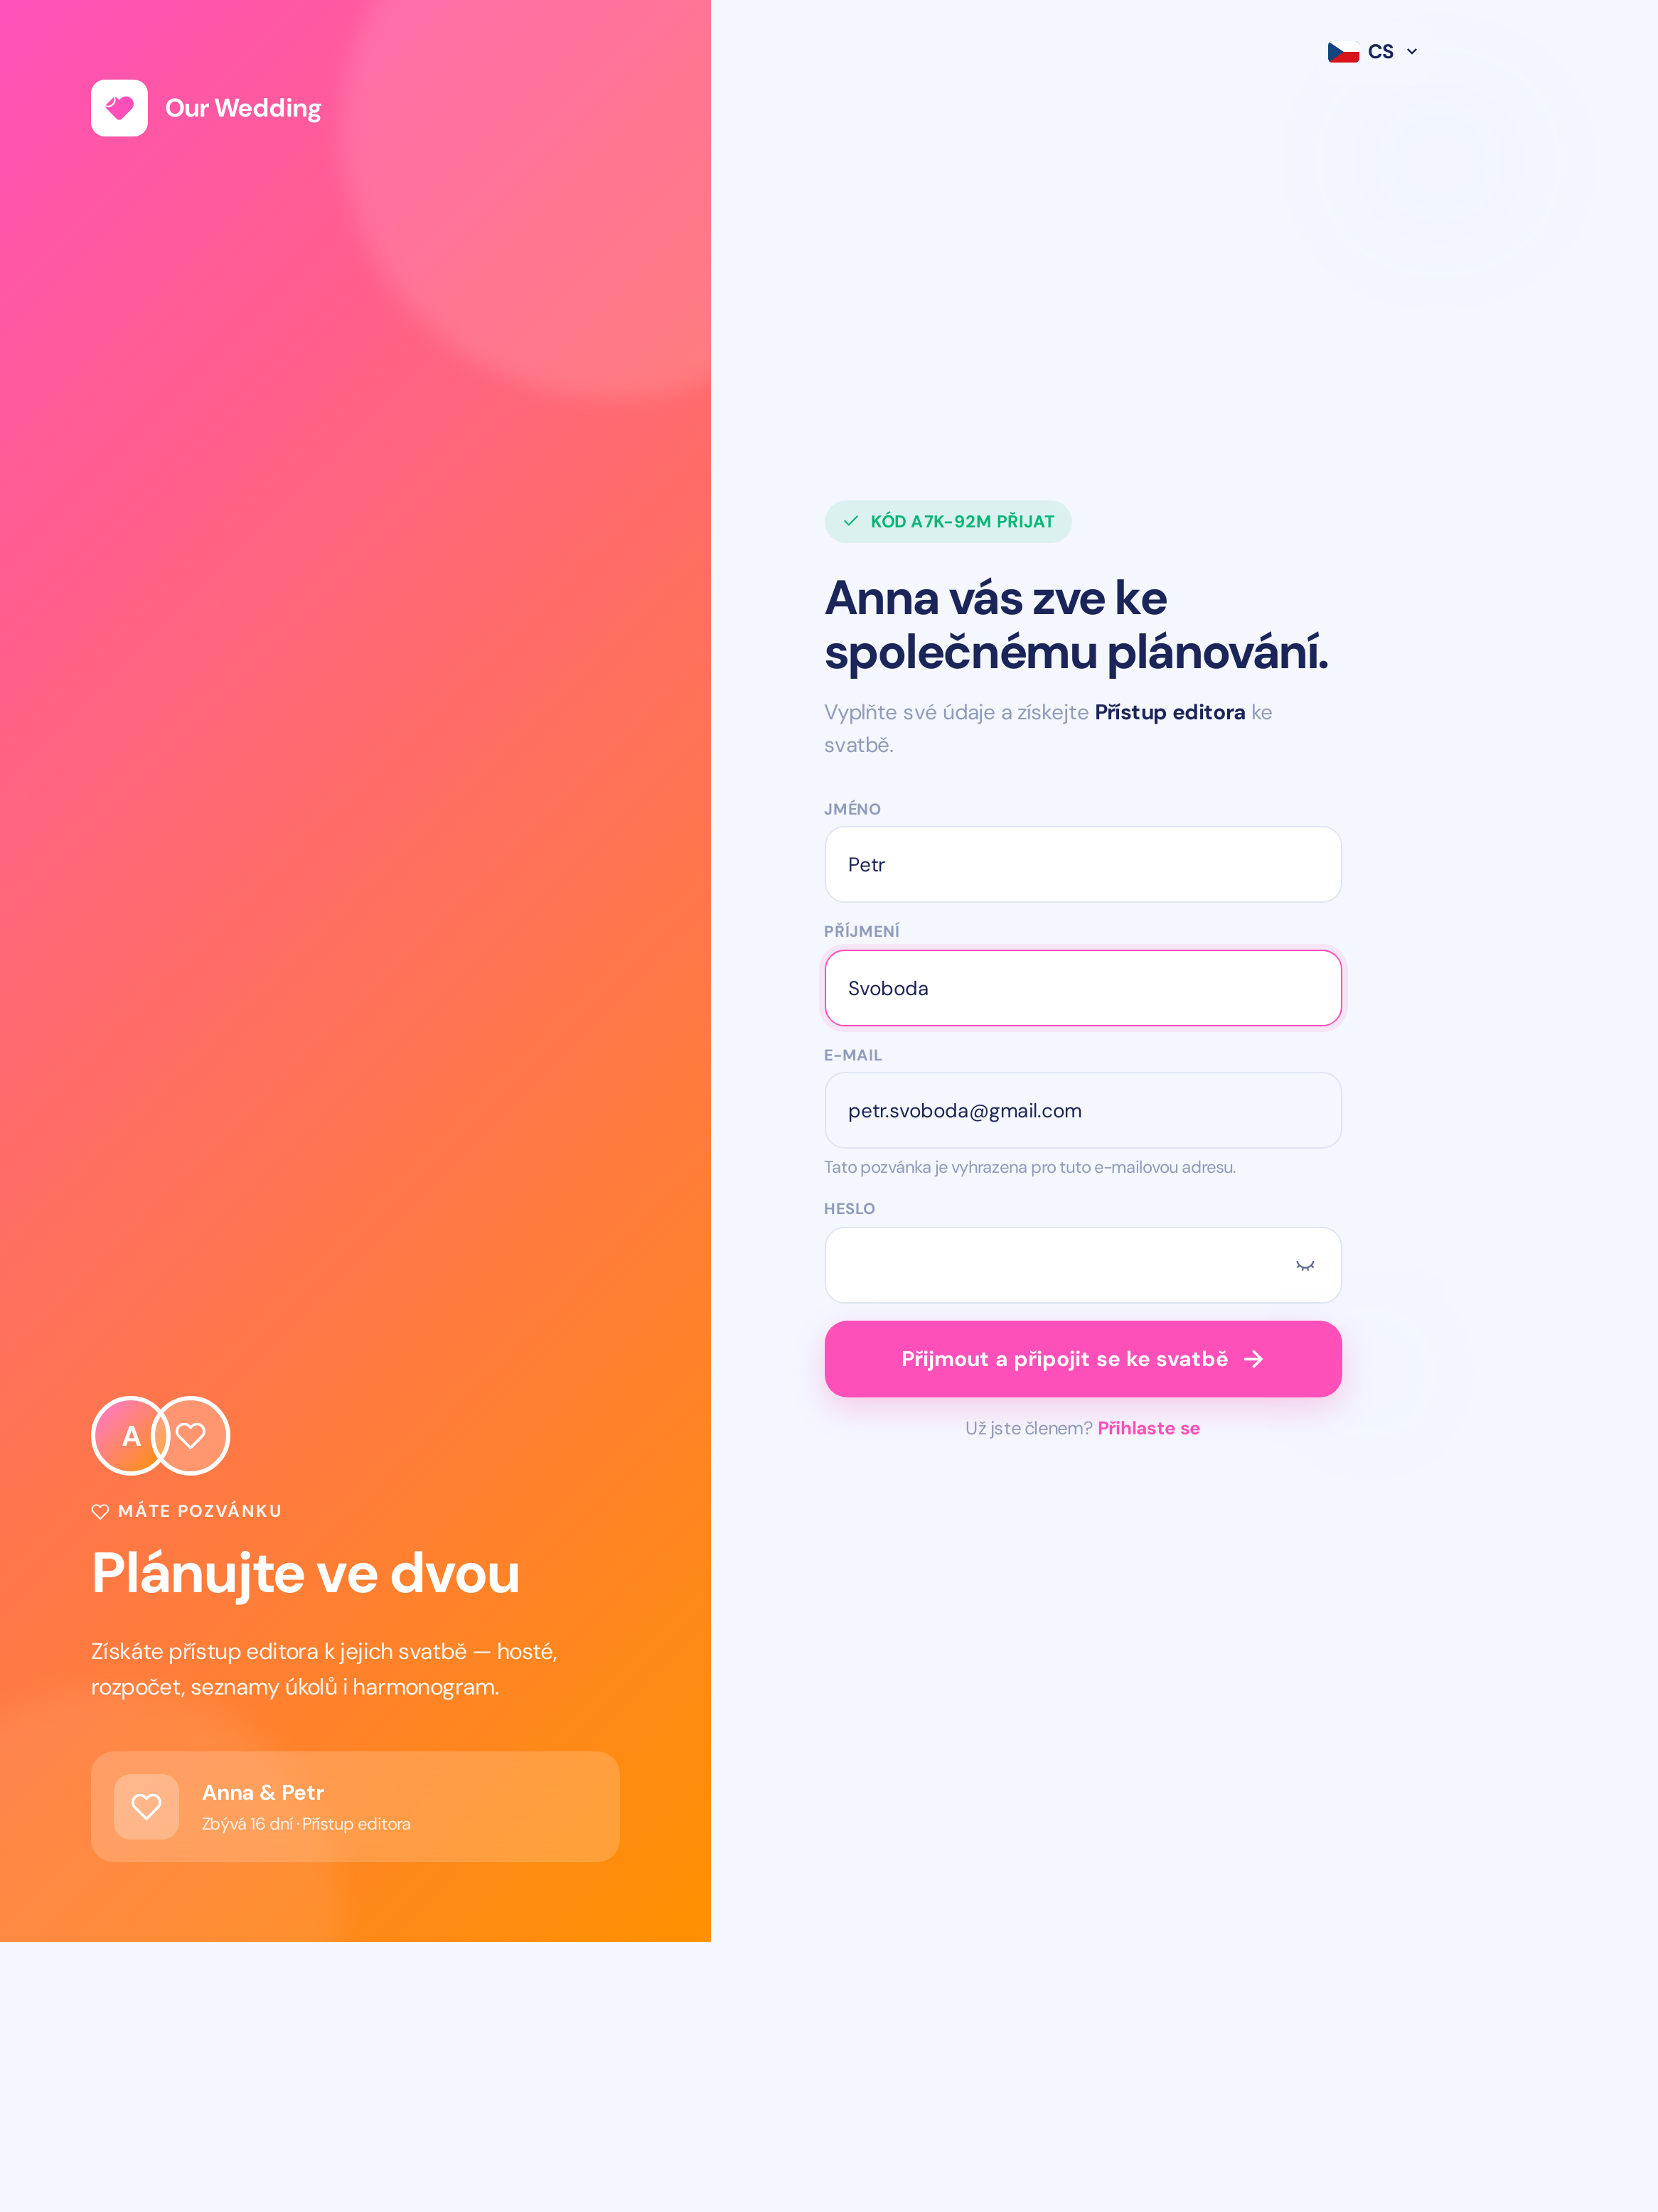 Our Wedding
A
MÁTE POZVÁNKU
Plánujte ve dvou
Získáte přístup editora k jejich svatbě — hosté,
rozpočet, seznamy úkolů i harmonogram.
Anna & Petr
Zbývá 16 dní · Přístup editora
CS
KÓD A7K-92M PŘIJAT
Anna vás zve ke
společnému plánování.
Vyplňte své údaje a získejte Přístup editora ke
svatbě.
JMÉNO
Petr
PŘÍJMENÍ
Svoboda
E-MAIL
petr.svoboda@gmail.com
Tato pozvánka je vyhrazena pro tuto e-mailovou adresu.
HESLO
Přijmout a připojit se ke svatbě
Už jste členem? Přihlaste se